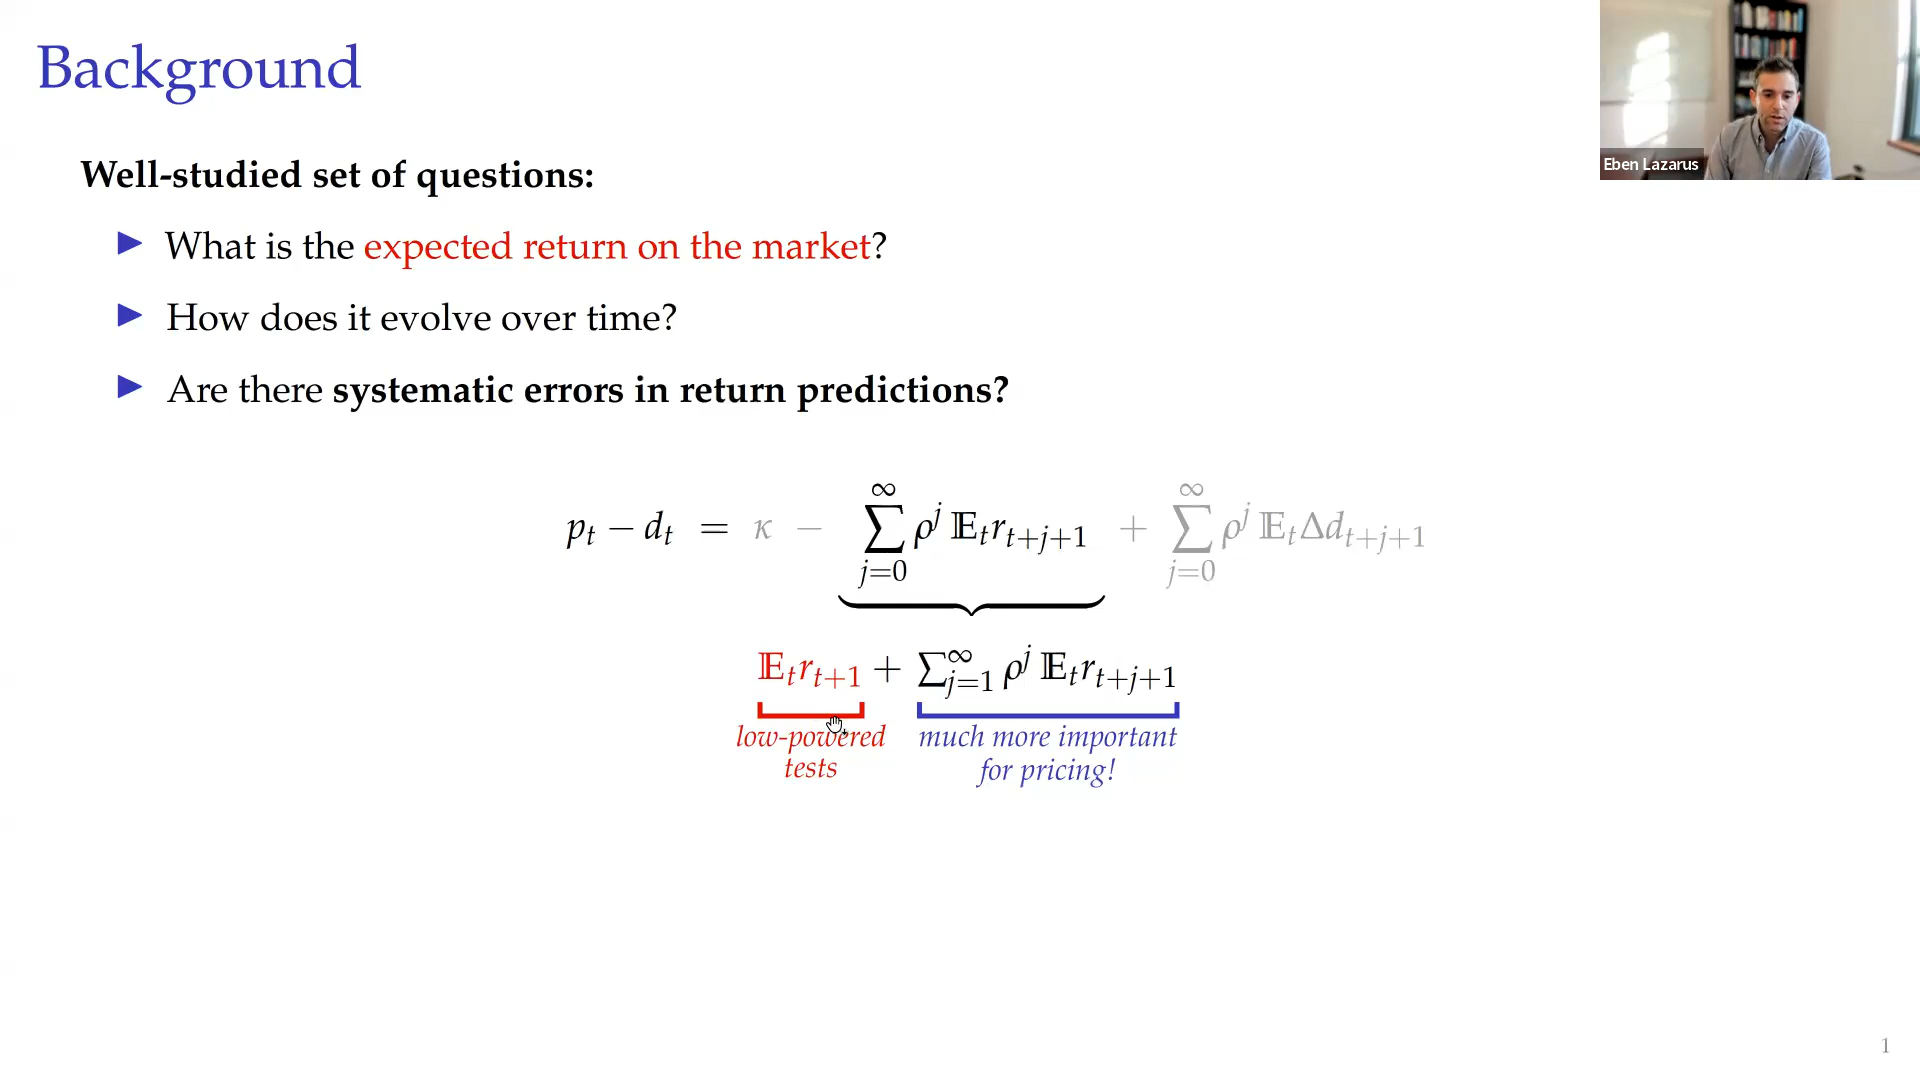 Background
Eben Lazarus
Well-studied set of questions:
▶ What is the expected return on the market?
▶ How does it evolve over time?
▶ Are there systematic errors in return predictions?
p_t − d_t = κ − ∑_{j=0}^{∞} ρ^j 𝔼_t r_{t+j+1} + ∑_{j=0}^{∞} ρ^j 𝔼_t Δd_{t+j+1}
𝔼_t r_{t+1} + ∑_{j=1}^{∞} ρ^j 𝔼_t r_{t+j+1}
low-powered tests
much more important for pricing!
1